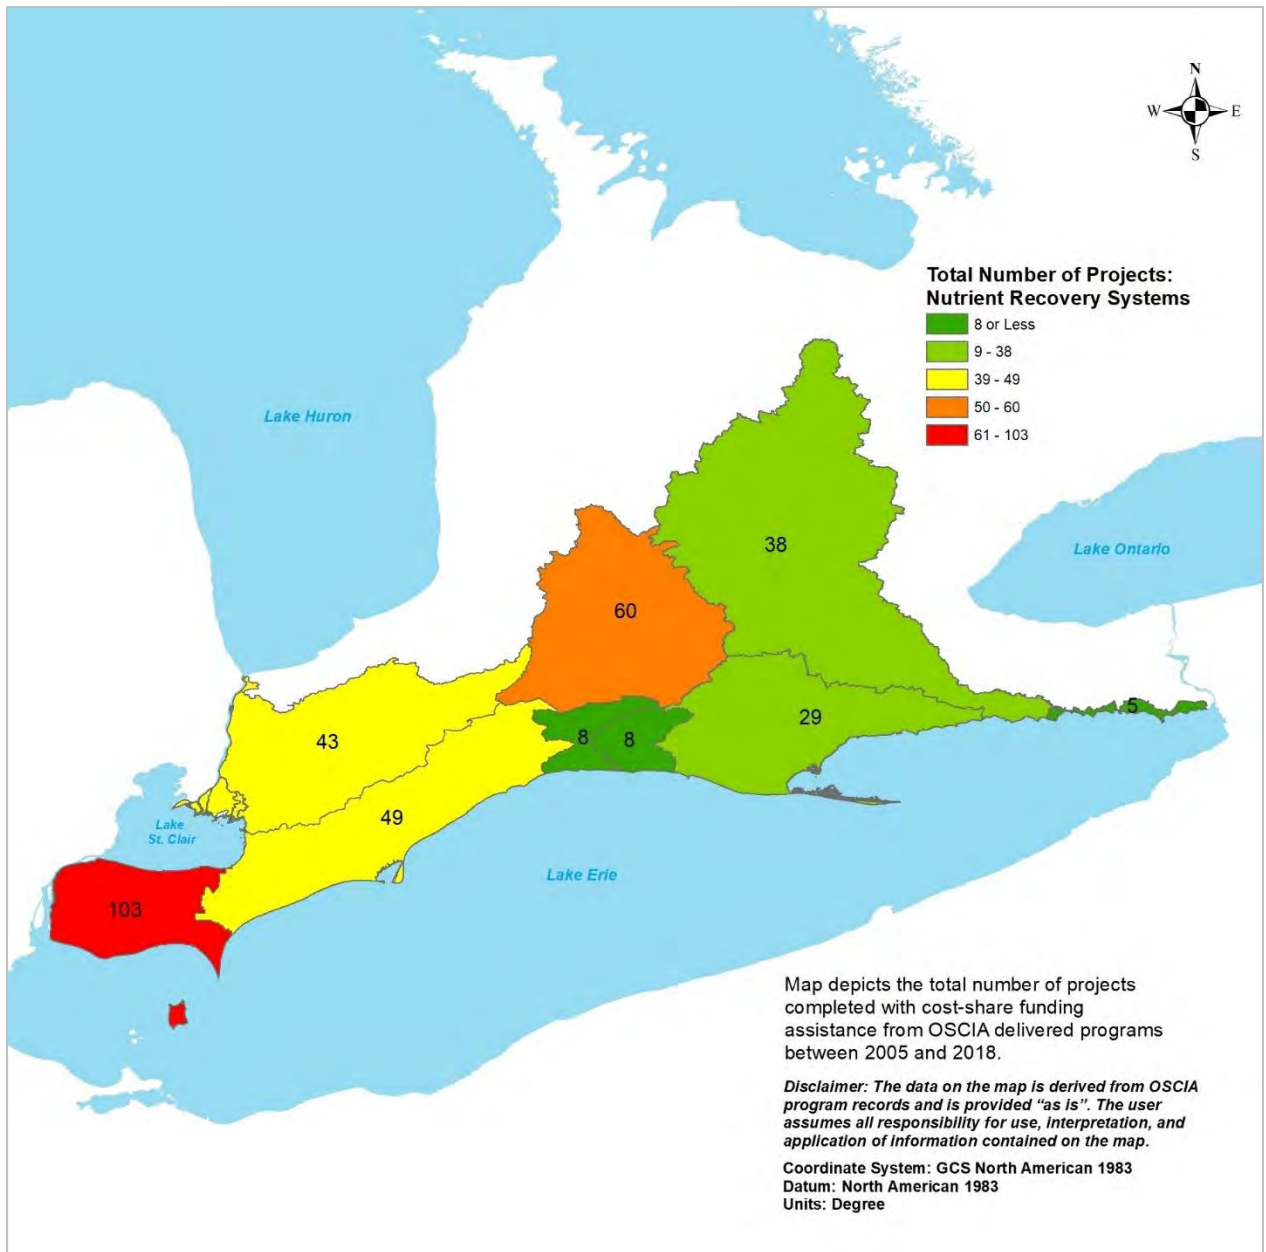 N
W E
S
Total Number of Projects:
Nutrient Recovery Systems
8 or Less
9 - 38
39 - 49
50 - 60
61 - 103
Lake Huron
38
Lake Ontario
60
5
29
43
8
8
49
Lake
St. Clair
Lake Erie
103
Map depicts the total number of projects
completed with cost-share funding
assistance from OSCIA delivered programs
between 2005 and 2018.
Disclaimer: The data on the map is derived from OSCIA
program records and is provided “as is”. The user
assumes all responsibility for use, interpretation, and
application of information contained on the map.
Coordinate System: GCS North American 1983
Datum: North American 1983
Units: Degree